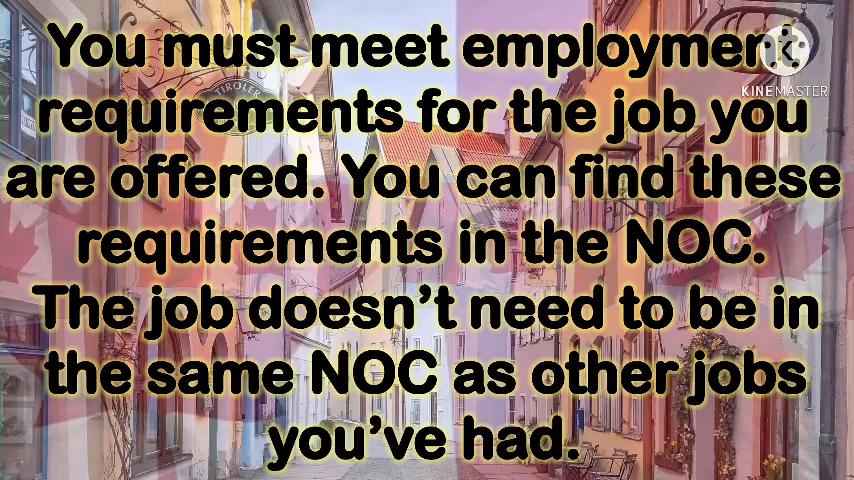 You must meet employment
requirements for the job you
are offered. You can find these
requirements in the NOC.
The job doesn't need to be in
the same NOC as other jobs
you've had.
K
KINEMASTER
TIROLER